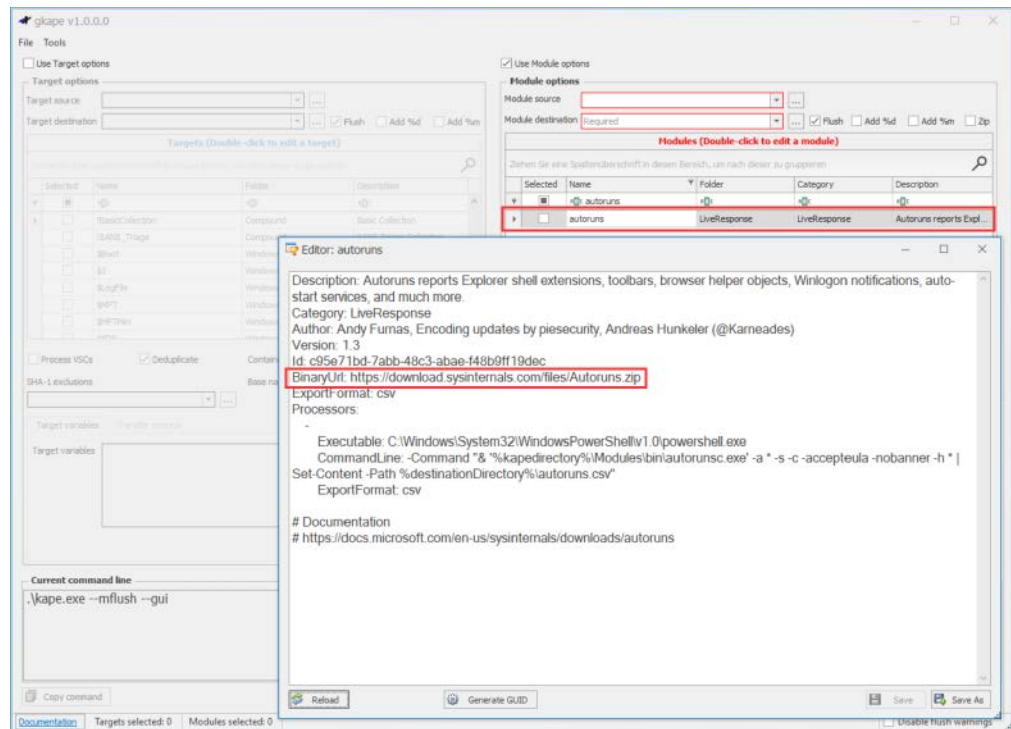 gkape v1.0.0.0
File Tools
Use Target options
Use Module options
Target options
Module options
Target source
...
Module source
...
Target destination
... Flush Add %d Add %m
Module destination Required
... Flush Add %d Add %m Zip
Targets (Double-click to edit a target)
Modules (Double-click to edit a module)
Ziehen Sie eine Spaltenüberschrift in diesen Bereich, um nach dieser zu gruppieren
Selected Name Folder Description
Selected Name Folder Category Description
autoruns
!BasicCollection Compound Basic Collection
autoruns LiveResponse LiveResponse Autoruns reports Expl...
!SANS_Triage
$Boot
$J
$LogFile
$MFT
$MFTMirr
Process VSCs Deduplicate
SHA-1 exclusions
...
Target variables
Target variables
Editor: autoruns
Description: Autoruns reports Explorer shell extensions, toolbars, browser helper objects, Winlogon notifications, auto-
start services, and much more.
Category: LiveResponse
Author: Andy Furnas, Encoding updates by piesecurity, Andreas Hunkeler (@Karneades)
Version: 1.3
Id: c95e71bd-7abb-48c3-abae-f48b9ff19dec
BinaryUrl: https://download.sysinternals.com/files/Autoruns.zip
ExportFormat: csv
Processors:
-
Executable: C:\Windows\System32\WindowsPowerShell\v1.0\powershell.exe
CommandLine: -Command "& '%kapedirectory%\Modules\bin\autorunsc.exe' -a * -s -c -accepteula -nobanner -h * |
Set-Content -Path %destinationDirectory%\autoruns.csv"
ExportFormat: csv
# Documentation
# https://docs.microsoft.com/en-us/sysinternals/downloads/autoruns
Reload Generate GUID Save Save As
Current command line
.\kape.exe --mflush --gui
Copy command
Documentation Targets selected: 0 Modules selected: 0
Disable flush warnings